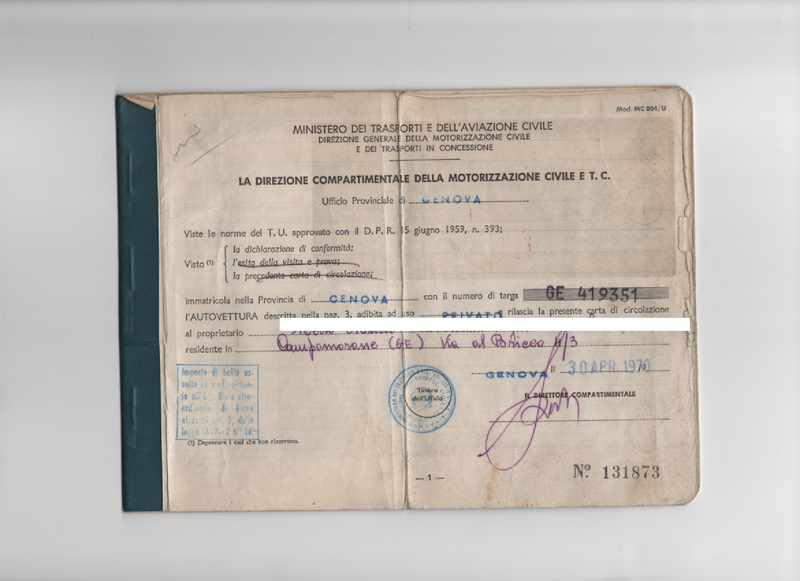 Mod. MC 804/U
MINISTERO DEI TRASPORTI E DELL'AVIAZIONE CIVILE
DIREZIONE GENERALE DELLA MOTORIZZAZIONE CIVILE
E DEI TRASPORTI IN CONCESSIONE
LA DIREZIONE COMPARTIMENTALE DELLA MOTORIZZAZIONE CIVILE E T. C.
Ufficio Provinciale di GENOVA
Viste le norme del T. U. approvato con il D. P. R. 15 giugno 1959, n. 393;
la dichiarazione di conformità;
Visto (1) l'esito della visita e prova;
la precedente carta di circolazione;
immatricola nella Provincia di GENOVA con il numero di targa GE 419351
l'AUTOVETTURA descritta nella pag. 3, adibita ad uso PRIVATO e rilascia la presente carta di circolazione
al proprietario
residente in Campomorone (GE) Via al 4/3
GENOVA li 30 APR. 1970
IL DIRETTORE COMPARTIMENTALE
Timbro
dell'Ufficio
Imposta di bollo
(1) Depennare i casi che non ricorrono.
— 1 —
Nº 131873